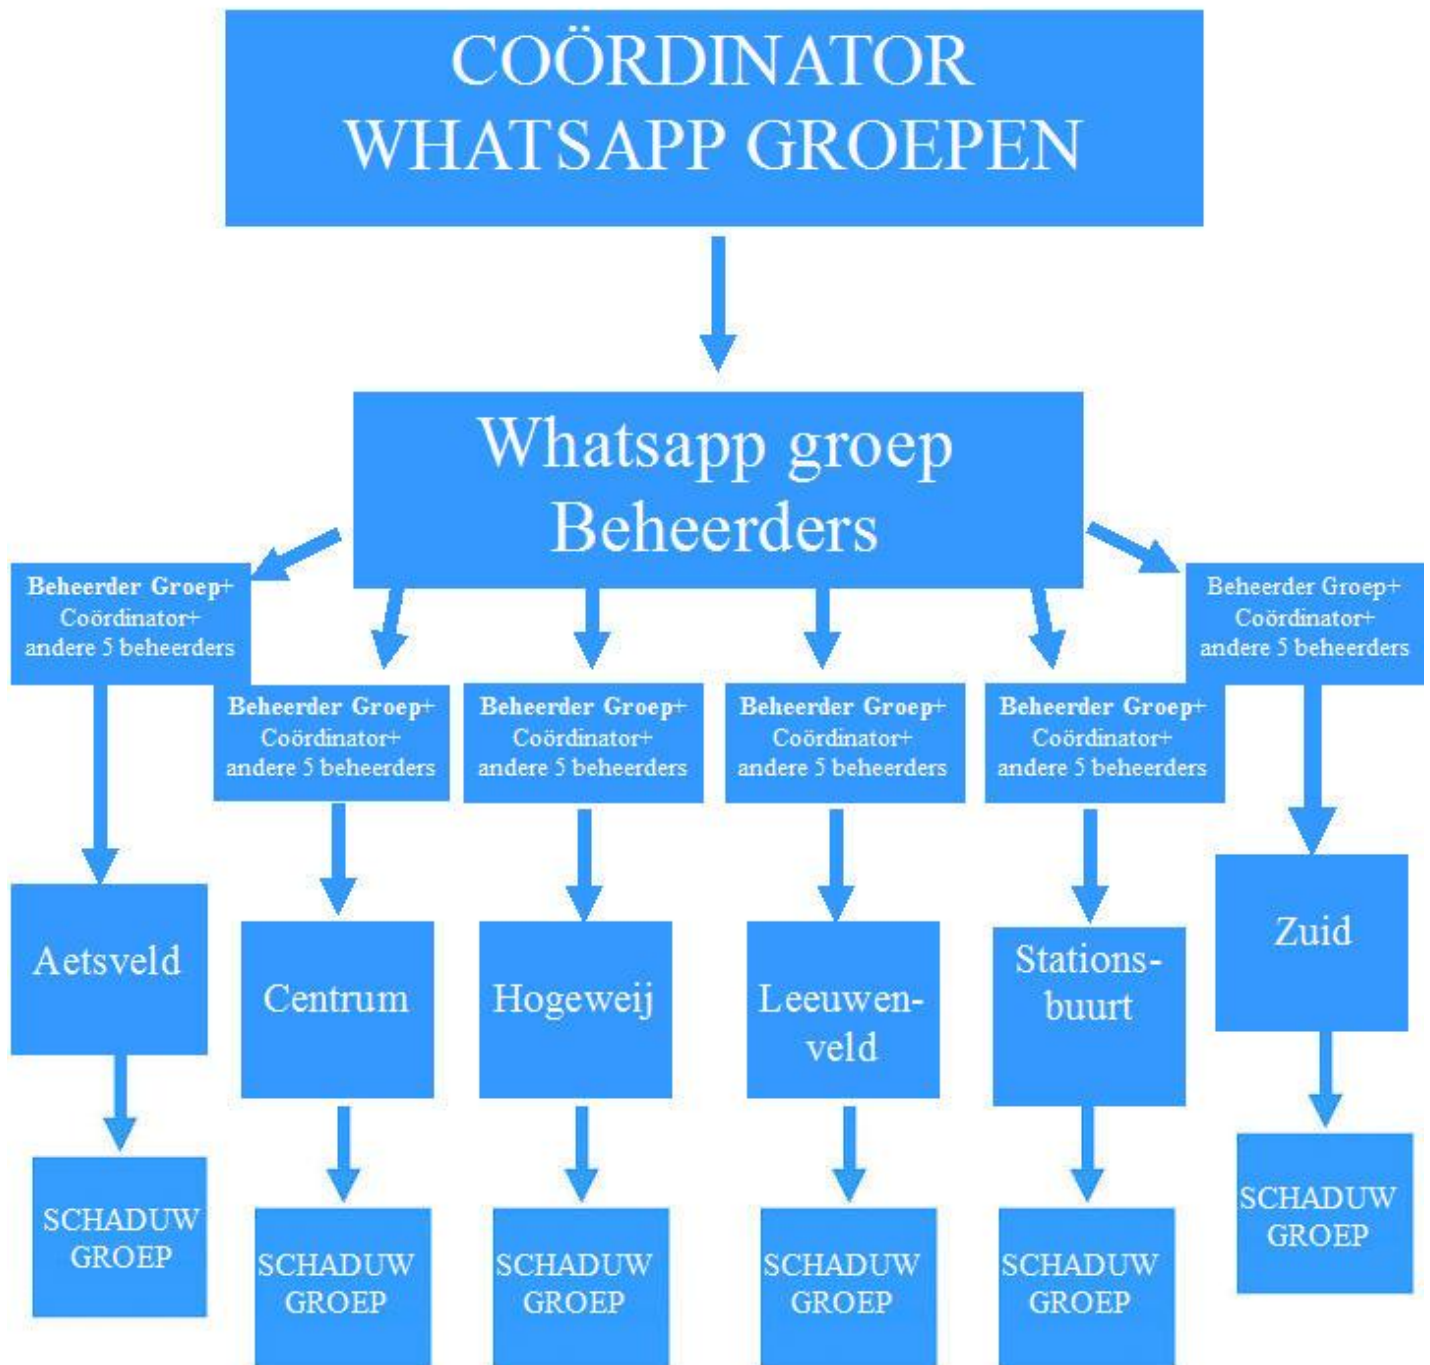 COÖRDINATOR
WHATSAPP GROEPEN
Whatsapp groep
Beheerders
Beheerder Groep+
Coördinator+
andere 5 beheerders
Beheerder Groep+
Coördinator+
andere 5 beheerders
Beheerder Groep+
Coördinator+
andere 5 beheerders
Beheerder Groep+
Coördinator+
andere 5 beheerders
Beheerder Groep+
Coördinator+
andere 5 beheerders
Beheerder Groep+
Coördinator+
andere 5 beheerders
Aetsveld
Centrum
Hogeweij
Leeuwen-
veld
Stations-
buurt
Zuid
SCHADUW
GROEP
SCHADUW
GROEP
SCHADUW
GROEP
SCHADUW
GROEP
SCHADUW
GROEP
SCHADUW
GROEP